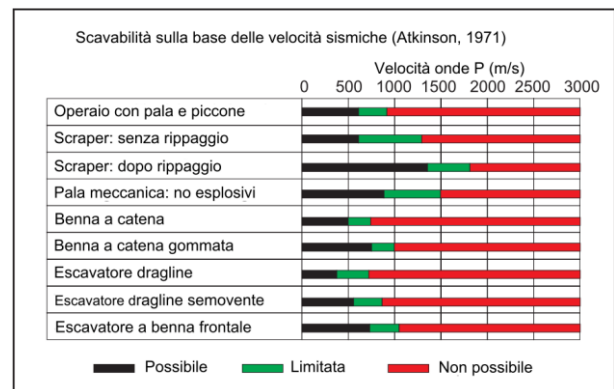 Scavabilità sulla base delle velocità sismiche (Atkinson, 1971)
Velocità onde P (m/s)
0 500 1000 1500 2000 2500 3000
Operaio con pala e piccone
Scraper: senza rippaggio
Scraper: dopo rippaggio
Pala meccanica: no esplosivi
Benna a catena
Benna a catena gommata
Escavatore dragline
Escavatore dragline semovente
Escavatore a benna frontale
Possibile Limitata Non possibile